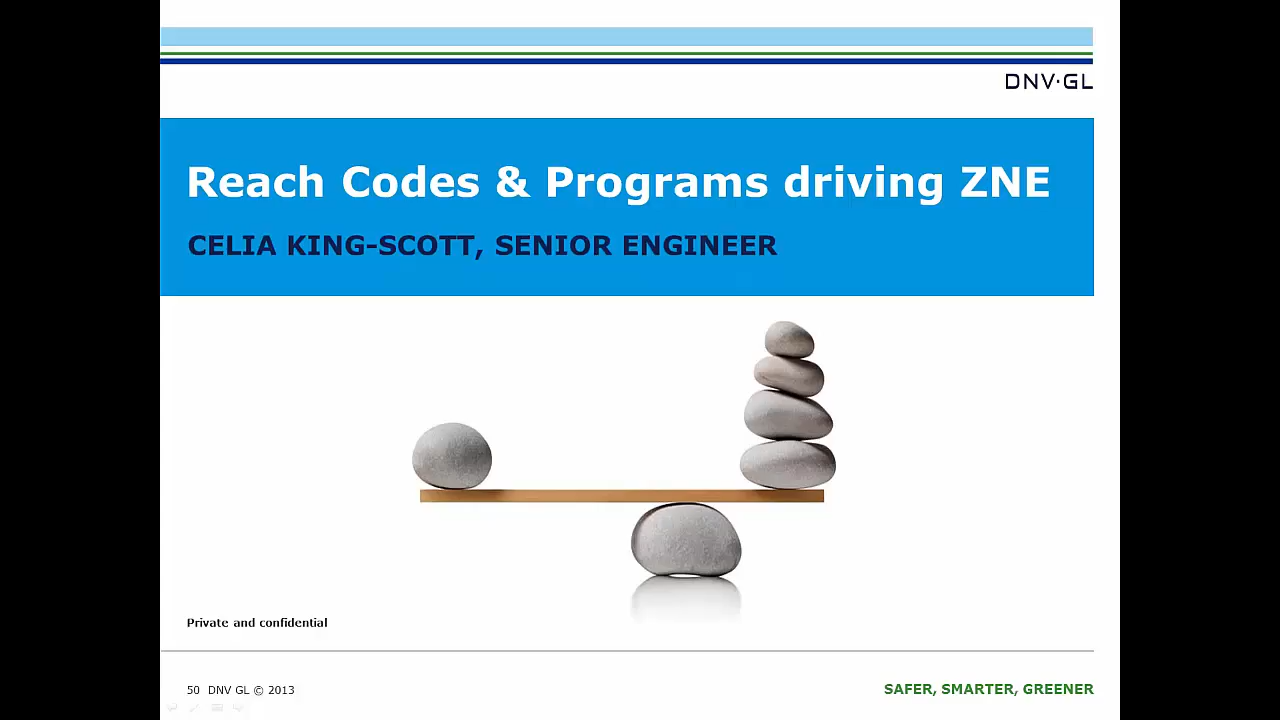 DNV·GL
Reach Codes & Programs driving ZNE
CELIA KING-SCOTT, SENIOR ENGINEER
Private and confidential
50 DNV GL © 2013
SAFER, SMARTER, GREENER